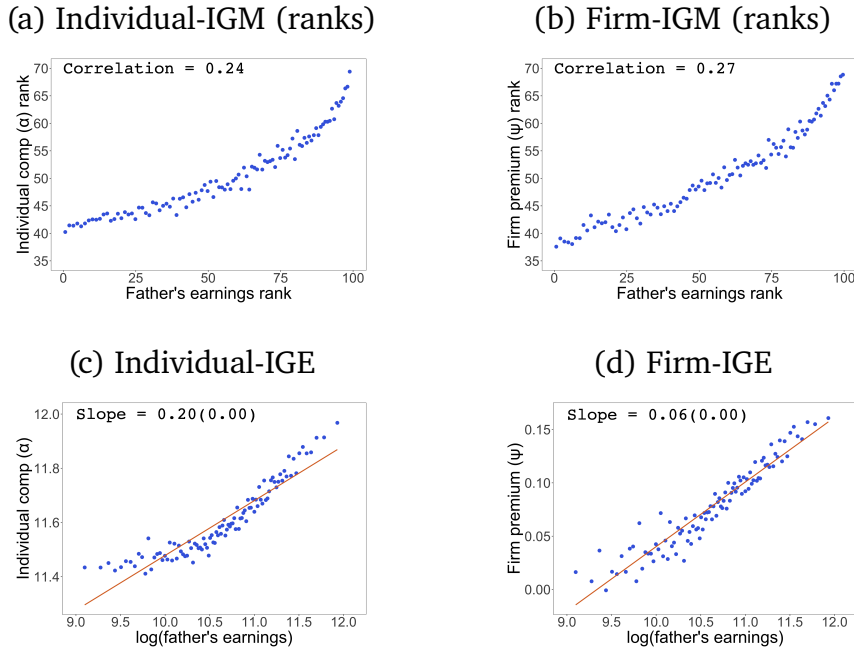 (a) Individual-IGM (ranks)
Correlation = 0.24
Individual comp (α) rank
70
65
60
55
50
45
40
35
0 25 50 75 100
Father's earnings rank
(b) Firm-IGM (ranks)
Correlation = 0.27
Firm premium (ψ) rank
70
65
60
55
50
45
40
35
0 25 50 75 100
Father's earnings rank
(c) Individual-IGE
Slope = 0.20(0.00)
Individual comp (α)
12.0
11.8
11.6
11.4
9.0 9.5 10.0 10.5 11.0 11.5 12.0
log(father's earnings)
(d) Firm-IGE
Slope = 0.06(0.00)
Firm premium (ψ)
0.15
0.10
0.05
0.00
9.0 9.5 10.0 10.5 11.0 11.5 12.0
log(father's earnings)